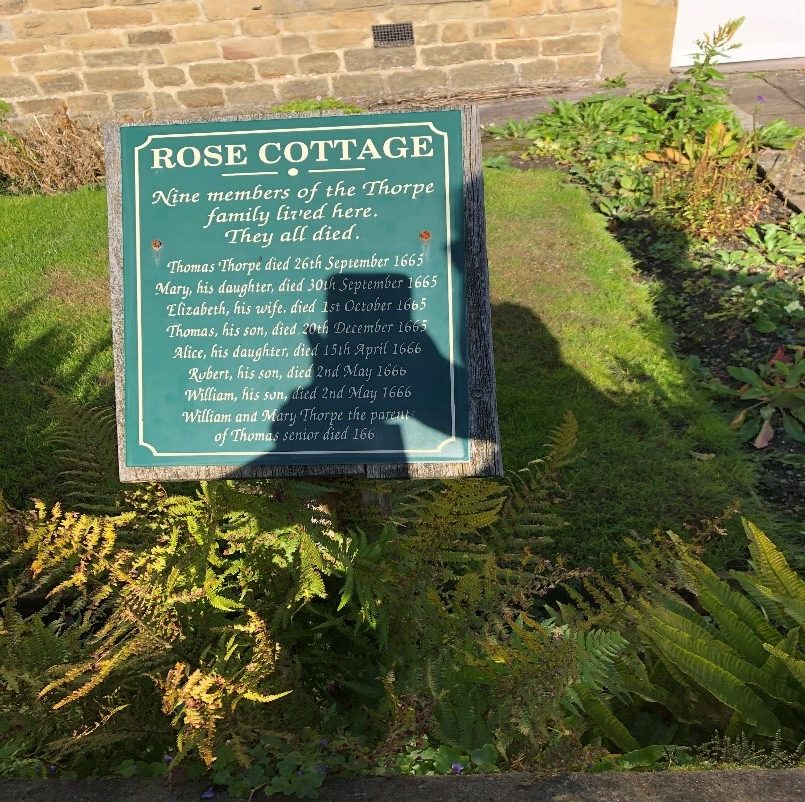 ROSE COTTAGE
Nine members of the Thorpe
family lived here.
They all died.
Thomas Thorpe died 26th September 1665
Mary, his daughter, died 30th September 1665
Elizabeth, his wife. died 1st October 1665
Thomas, his son, died 20th December 1665
Alice, his daughter, died 15th April 1666
Robert, his son, died 2nd May 1666
William, his son, died 2nd May 1666
William and Mary Thorpe the parent
of Thomas senior died 166